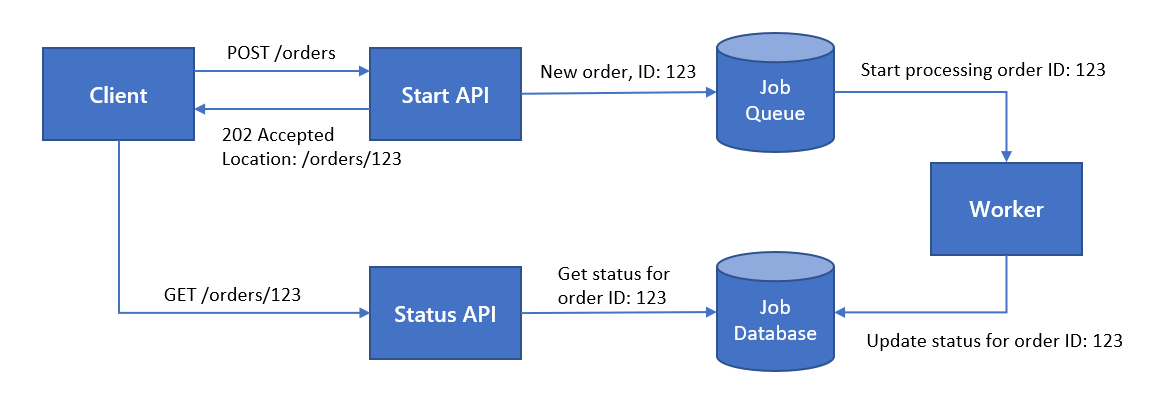 POST /orders
Client
Start API
New order, ID: 123
Job
Queue
Start processing order ID: 123
202 Accepted
Location: /orders/123
Worker
GET /orders/123
Status API
Get status for
order ID: 123
Job
Database
Update status for order ID: 123